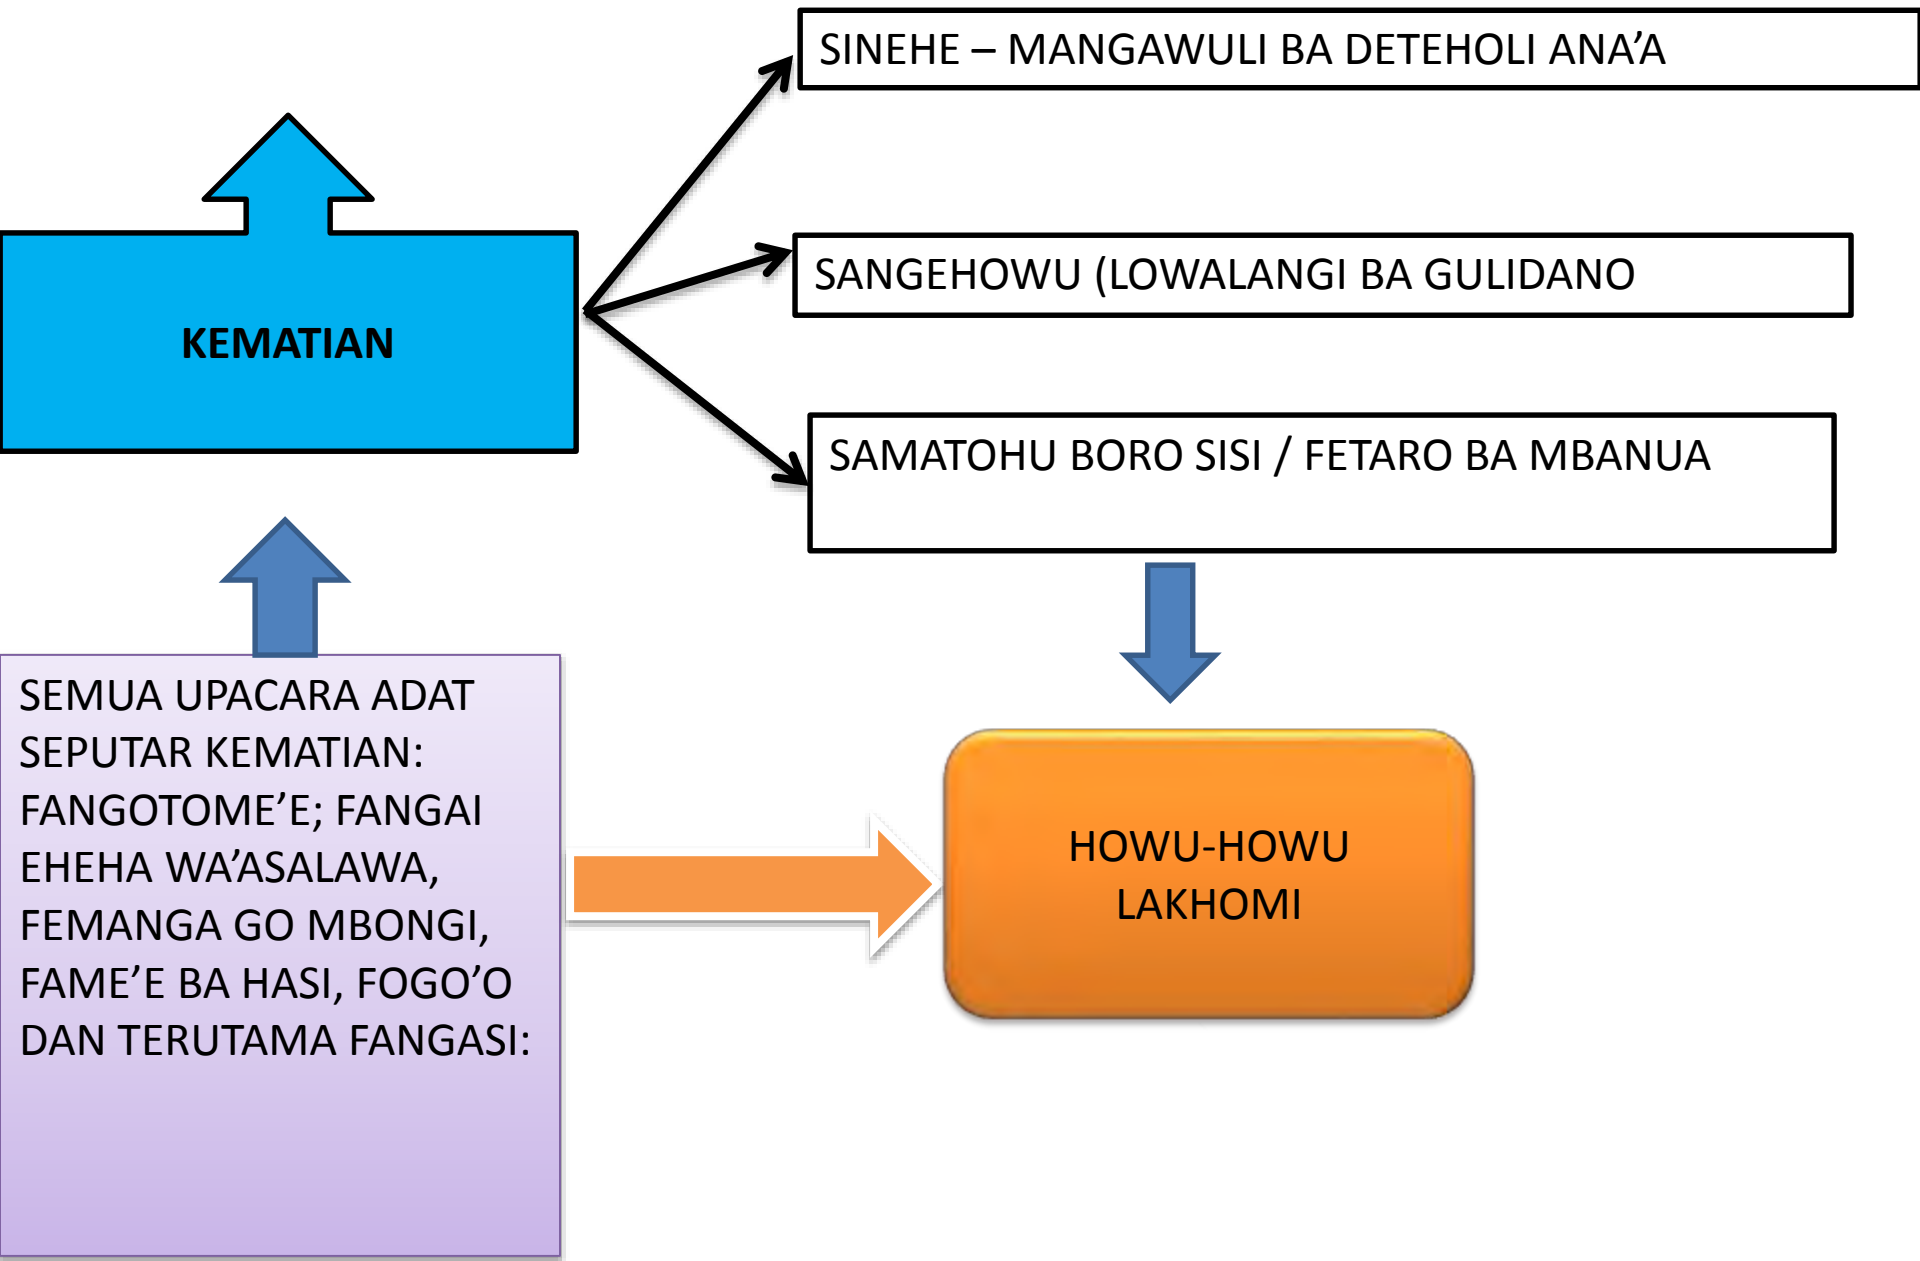 SINEHE – MANGAWULI BA DETEHOLI ANA’A
SANGEHOWU (LOWALANGI BA GULIDANO
KEMATIAN
SAMATOHU BORO SISI / FETARO BA MBANUA
SEMUA UPACARA ADAT
SEPUTAR KEMATIAN:
FANGOTOME’E; FANGAI
EHEHA WA’ASALAWA,
FEMANGA GO MBONGI,
FAME’E BA HASI, FOGO’O
DAN TERUTAMA FANGASI:
HOWU-HOWU
LAKHOMI